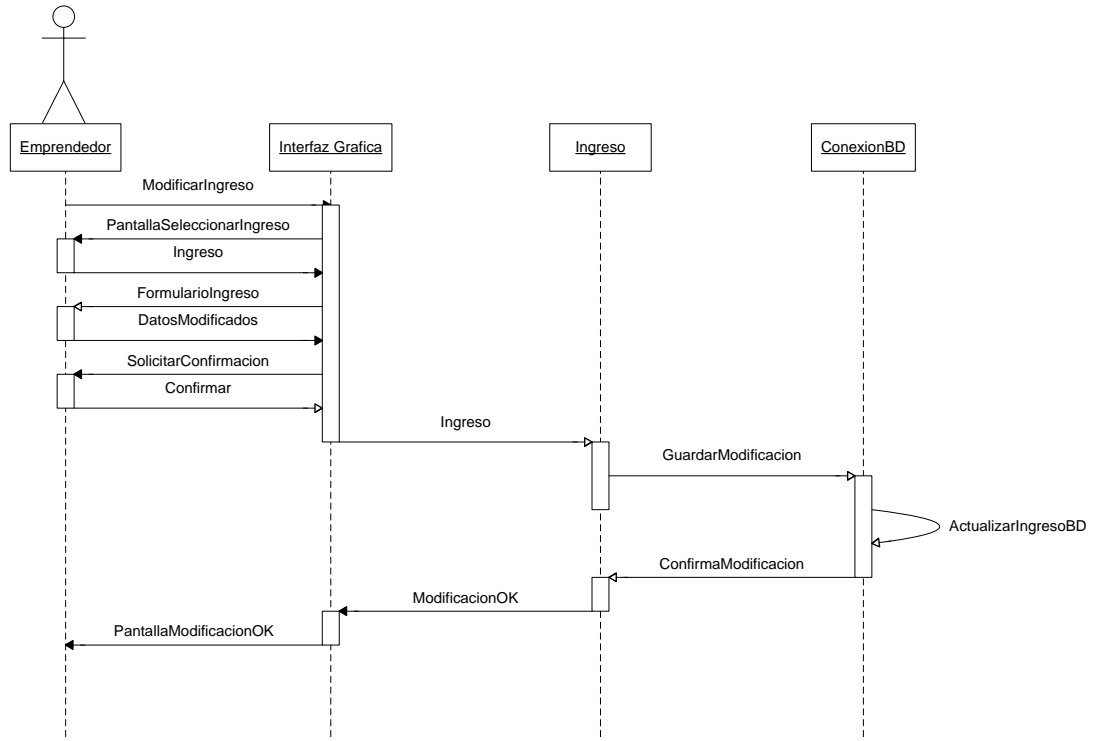 Emprendedor
Interfaz Grafica
Ingreso
ConexionBD
ModificarIngreso
PantallaSeleccionarIngreso
Ingreso
FormularioIngreso
DatosModificados
SolicitarConfirmacion
Confirmar
Ingreso
GuardarModificacion
ActualizarIngresoBD
ConfirmaModificacion
ModificacionOK
PantallaModificacionOK